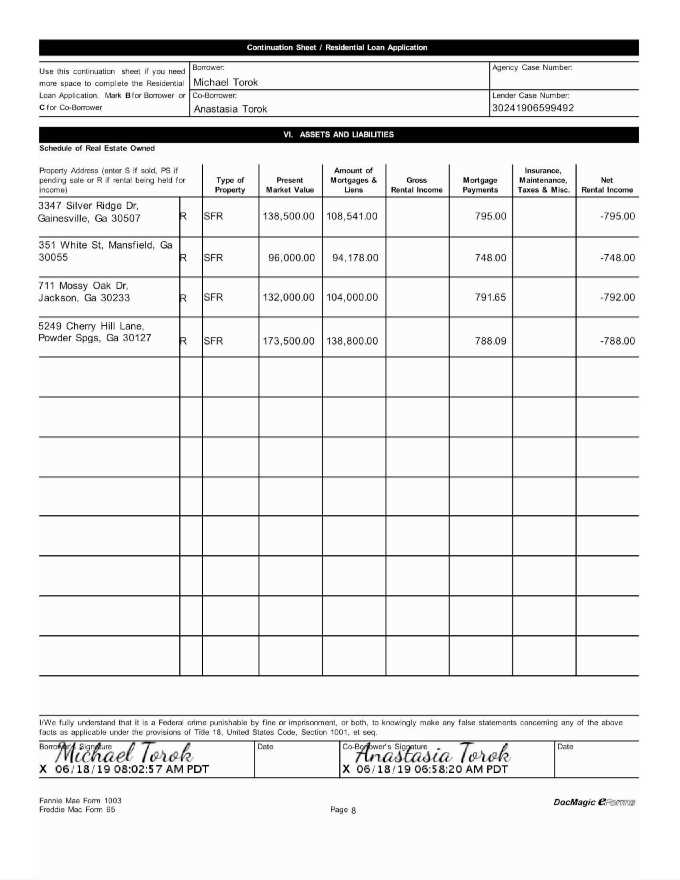 Continuation Sheet / Residential Loan Application
Use this continuation sheet if you need
more space to complete the Residential
Loan Application. Mark B for Borrower or
C for Co-Borrower
Borrower:
Michael Torok
Co-Borrower:
Anastasia Torok
Agency Case Number:
Lender Case Number:
30241906599492
VI. ASSETS AND LIABILITIES
Schedule of Real Estate Owned
Property Address (enter S if sold, PS if
pending sale or R if rental being held for
income)
Type of
Property
Present
Market Value
Amount of
Mortgages &
Liens
Gross
Rental Income
Mortgage
Payments
Insurance,
Maintenance,
Taxes & Misc.
Net
Rental Income
3347 Silver Ridge Dr,
Gainesville, Ga 30507
R SFR 138,500.00 108,541.00 795.00 -795.00
351 White St, Mansfield, Ga
30055
R SFR 96,000.00 94,178.00 748.00 -748.00
711 Mossy Oak Dr,
Jackson, Ga 30233
R SFR 132,000.00 104,000.00 791.65 -792.00
5249 Cherry Hill Lane,
Powder Spgs, Ga 30127
R SFR 173,500.00 138,800.00 788.09 -788.00
I/We fully understand that it is a Federal crime punishable by fine or imprisonment, or both, to knowingly make any false statements concerning any of the above
facts as applicable under the provisions of Title 18, United States Code, Section 1001, et seq.
Borrower's Signature
Michael Torok
X 06/18/19 08:02:57 AM PDT
Date
Co-Borrower's Signature
Anastasia Torok
X 06/18/19 06:58:20 AM PDT
Date
Fannie Mae Form 1003
Freddie Mac Form 65
Page 8
DocMagic eForms